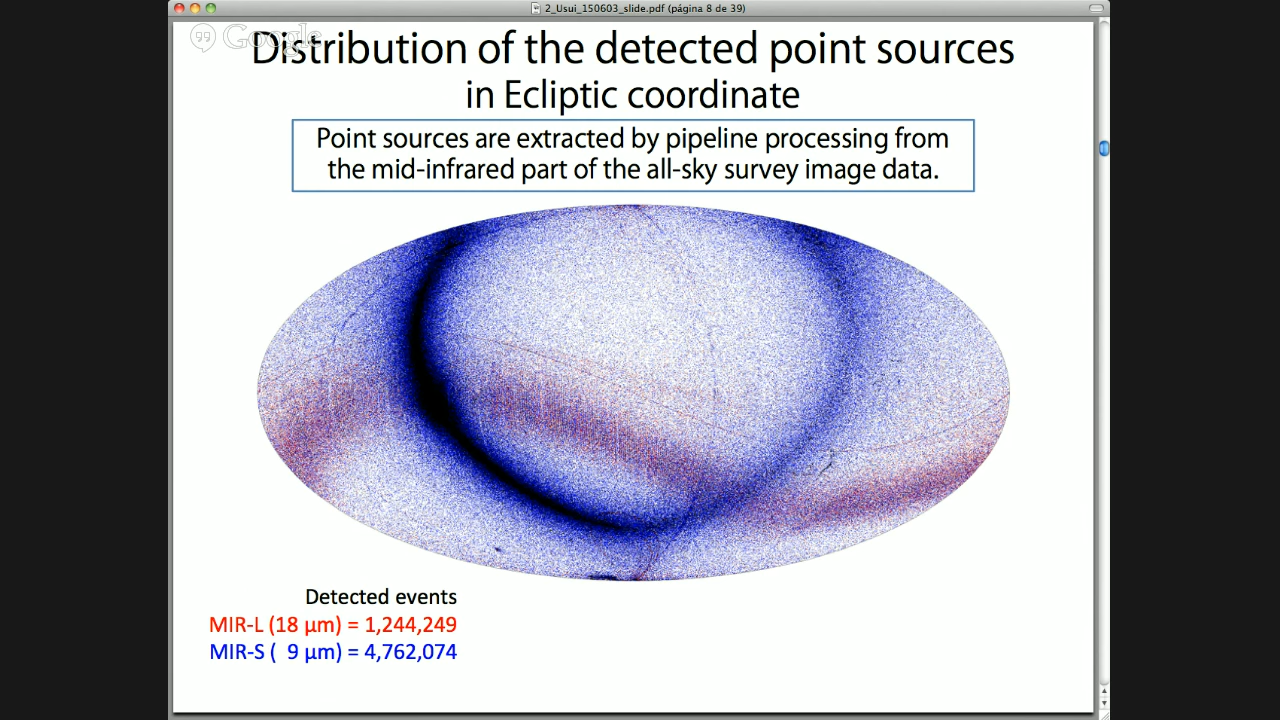 2_Usui_150603_slide.pdf (página 8 de 39)
Google
Distribution of the detected point sources
in Ecliptic coordinate
Point sources are extracted by pipeline processing from
the mid-infrared part of the all-sky survey image data.
Detected events
MIR-L (18 µm) = 1,244,249
MIR-S ( 9 µm) = 4,762,074